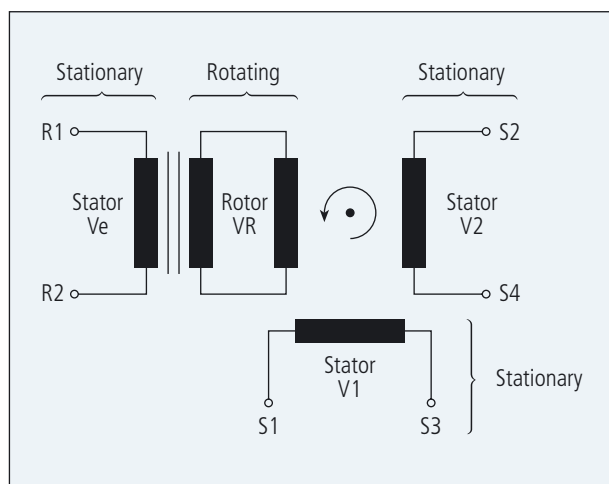 Stationary
Rotating
Stationary
R1
S2
Stator
Ve
Rotor
VR
Stator
V2
R2
S4
Stator
V1
Stationary
S1
S3